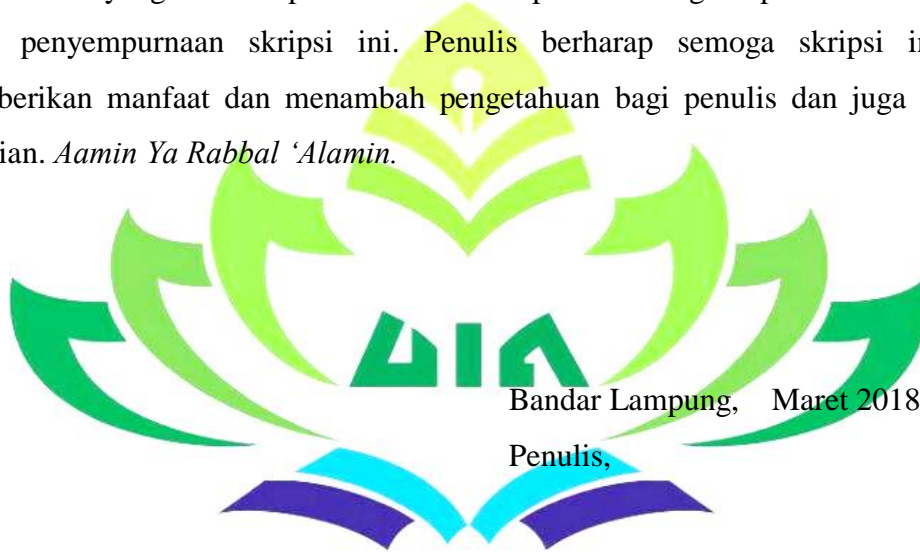 penyempurnaan skripsi ini. Penulis berharap semoga skripsi
berikan manfaat dan menambah pengetahuan bagi penulis dan juga
ian. Aamin Ya Rabbal ‘Alamin.
UIN
Bandar Lampung, Maret 2018
Penulis,